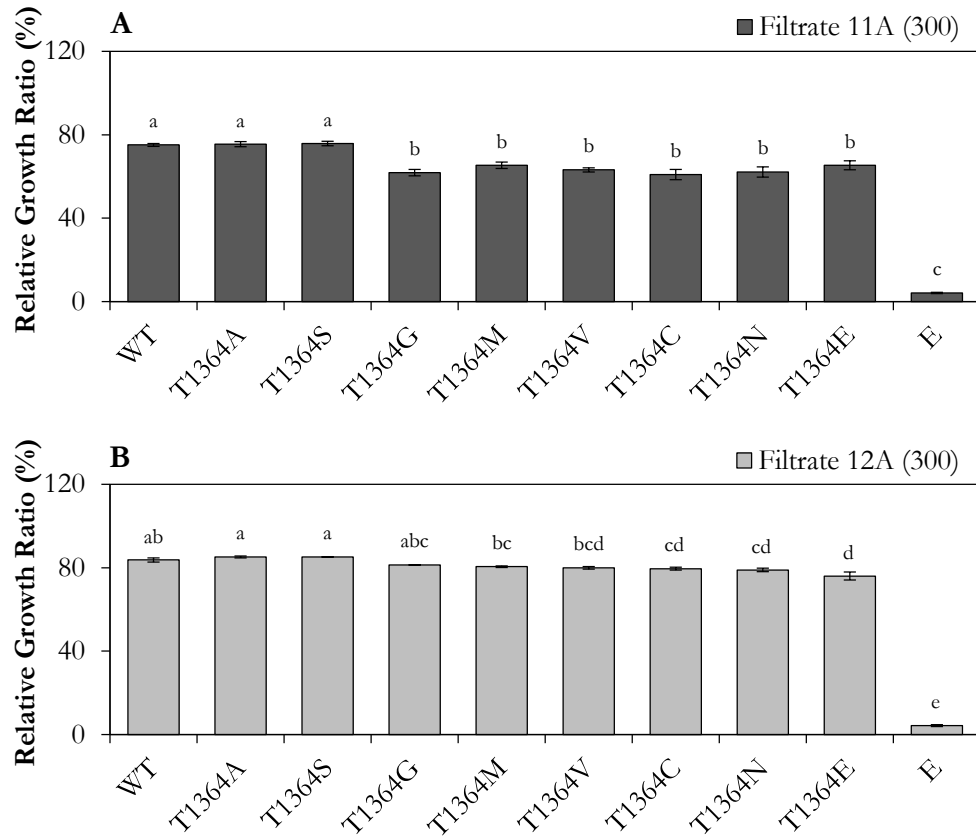 A
Filtrate 11A (300)
Relative Growth Ratio (%)
120
80
40
0
a a a b b b b b b c
WT T1364A T1364S T1364G T1364M T1364V T1364C T1364N T1364E E
B
Filtrate 12A (300)
Relative Growth Ratio (%)
120
80
40
0
ab a a abc bc bcd cd cd d e
WT T1364A T1364S T1364G T1364M T1364V T1364C T1364N T1364E E